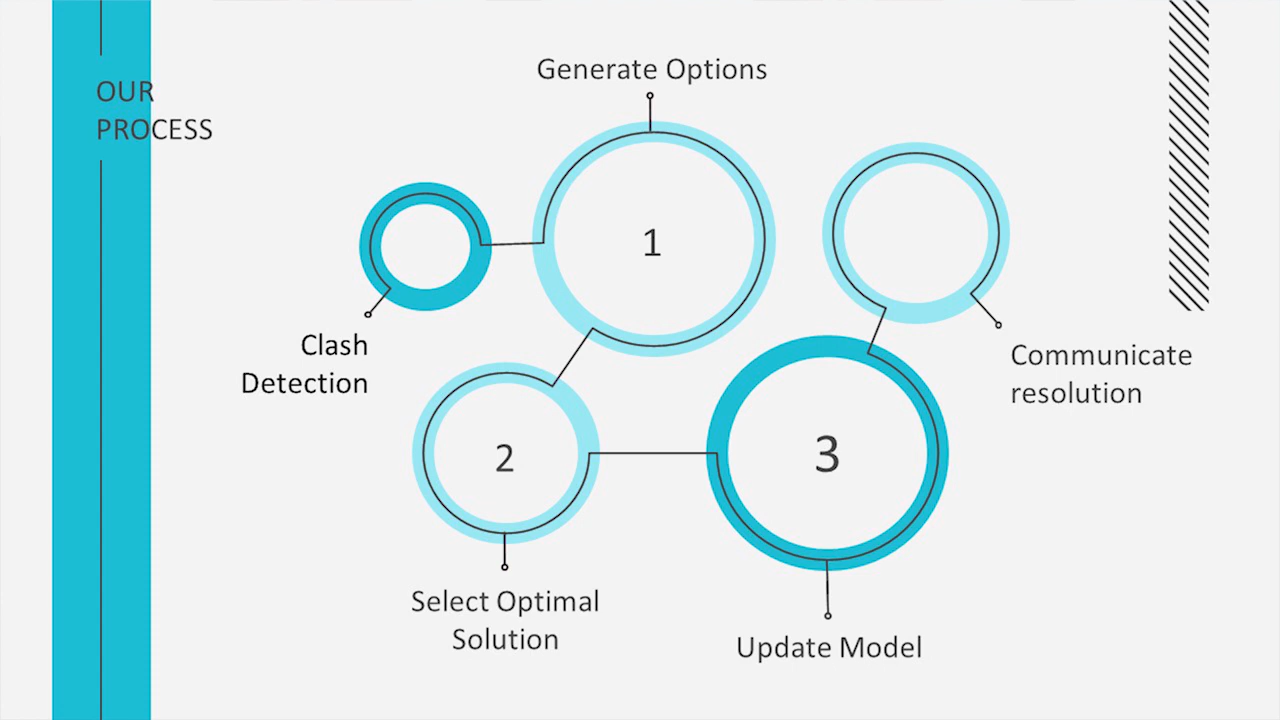 OUR
PROCESS
Generate Options
1
Clash
Detection
Communicate
resolution
2
3
Select Optimal
Solution
Update Model